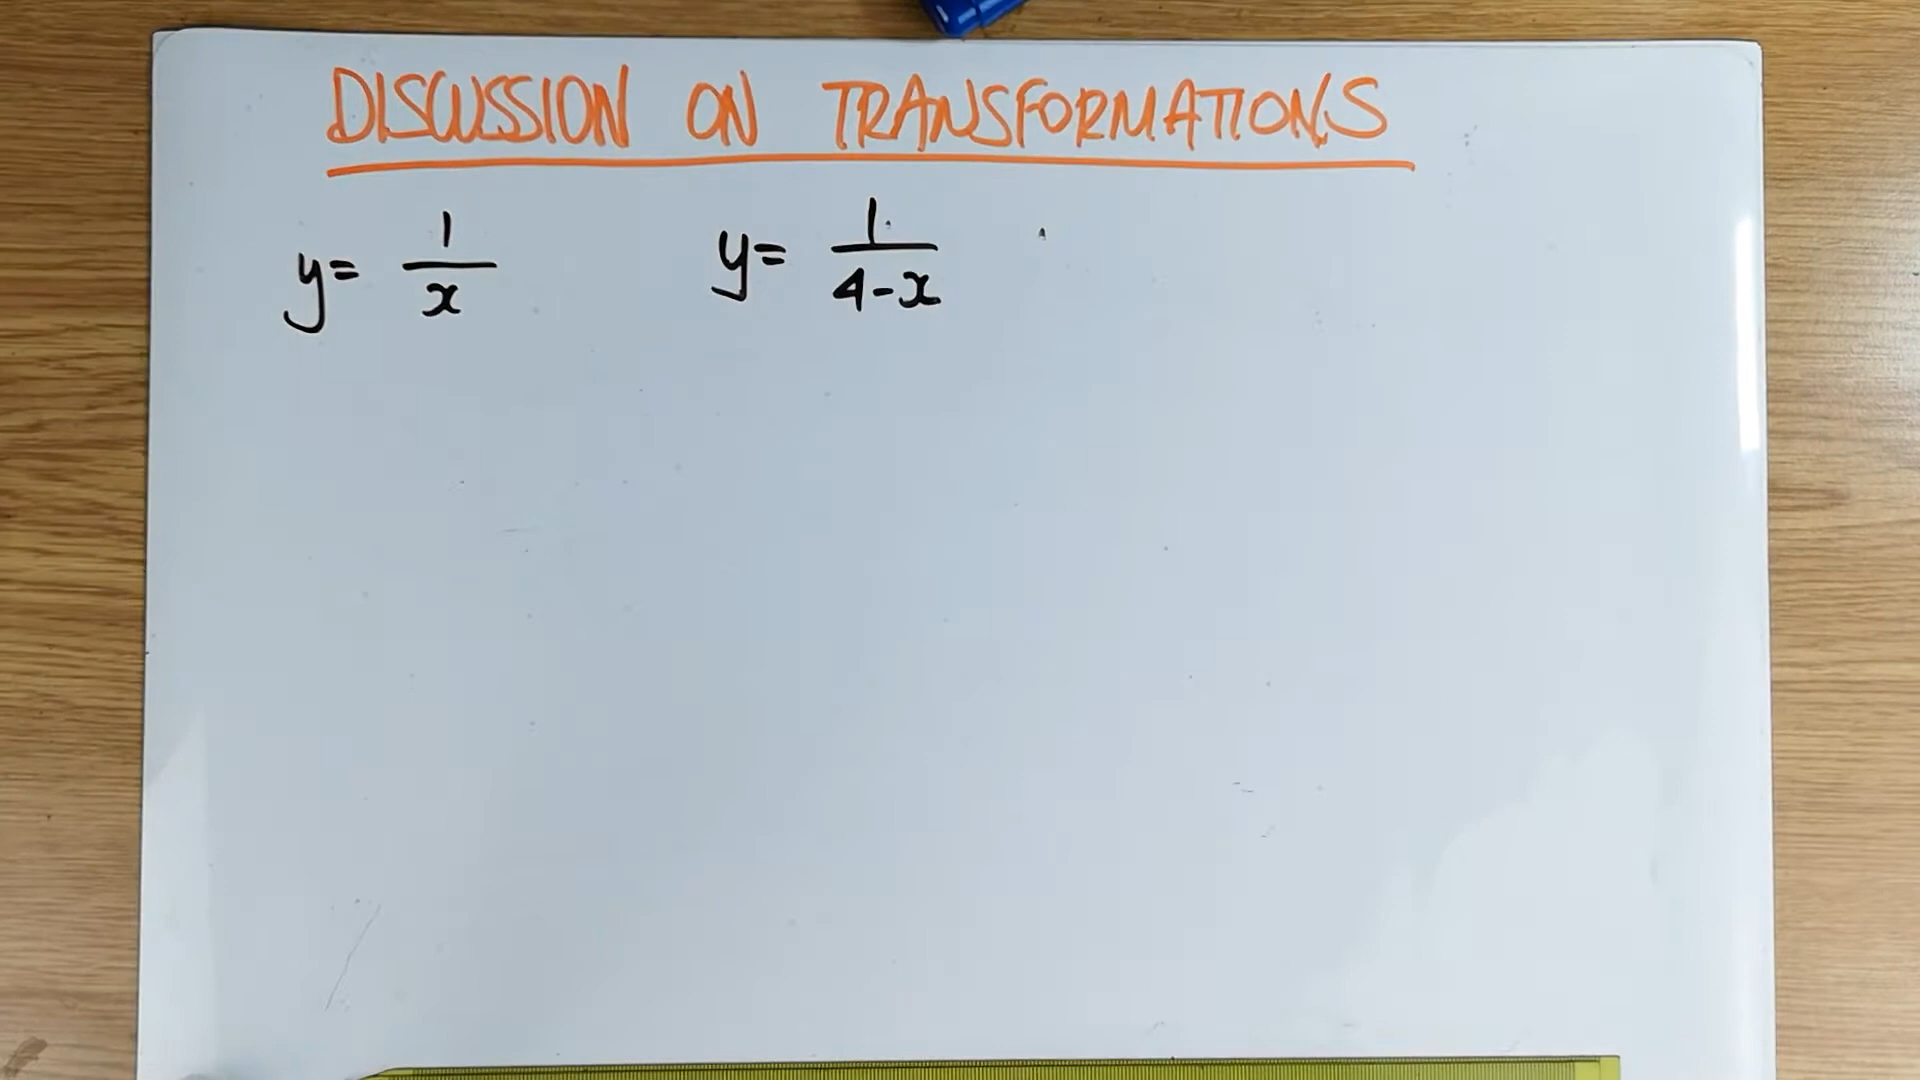 DISCUSSION ON TRANSFORMATIONS
y = 1/x y = 1/(4-x)